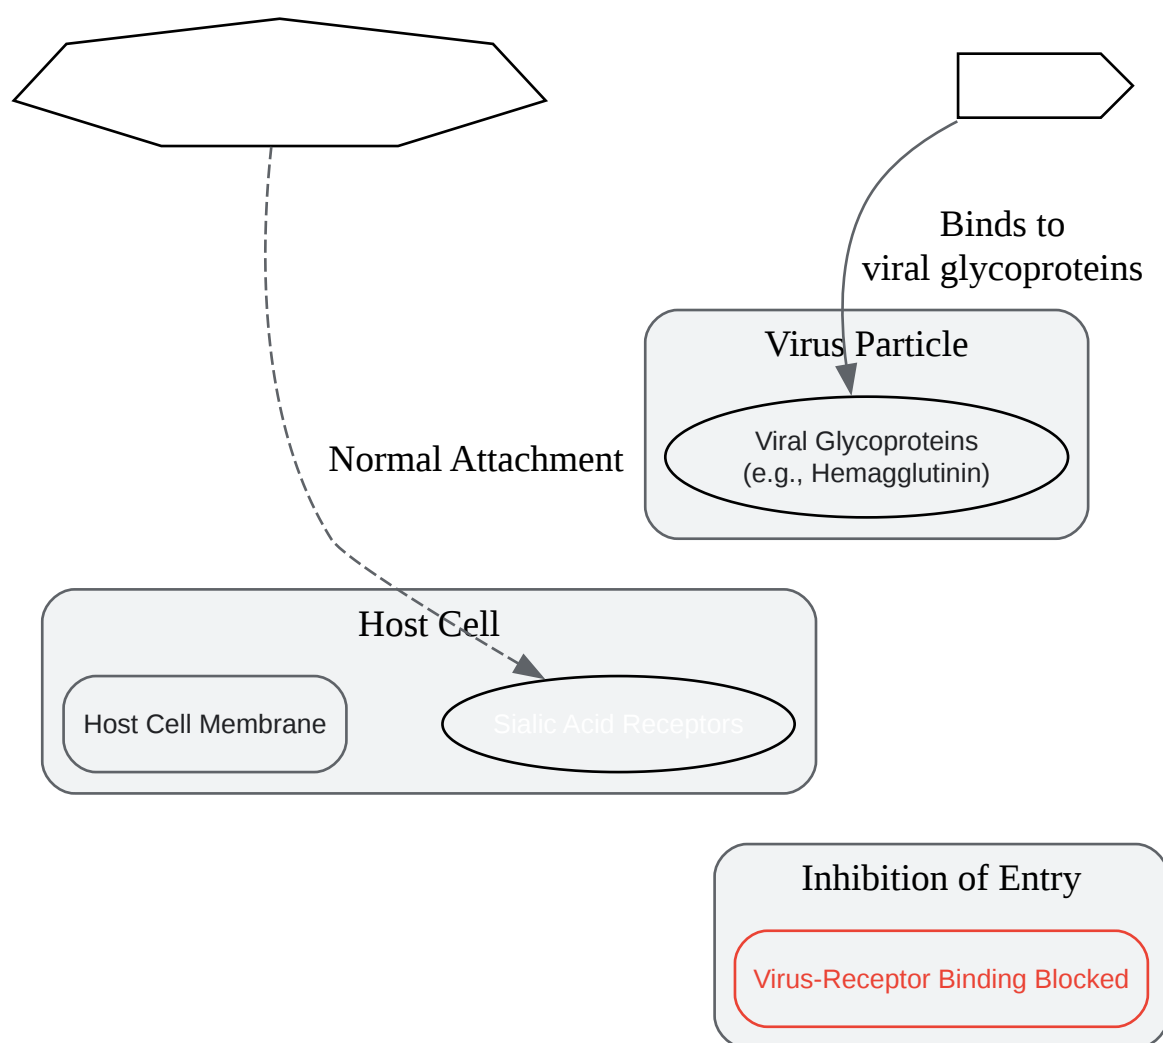 Binds to
viral glycoproteins
Virus Particle
Viral Glycoproteins
(e.g., Hemagglutinin)
Normal Attachment
Host Cell
Host Cell Membrane
Sialic Acid Receptors
Inhibition of Entry
Virus-Receptor Binding Blocked